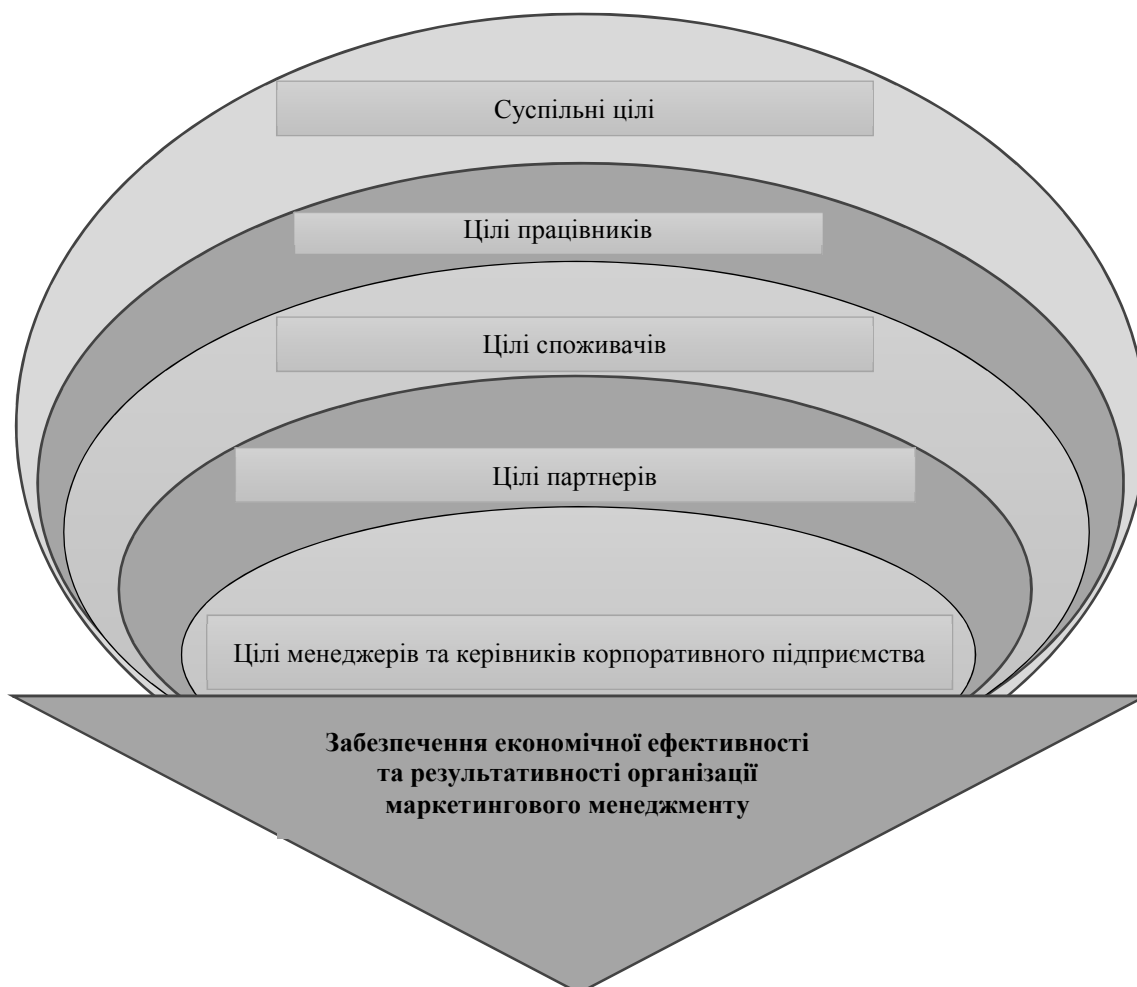 Суспільні цілі
Цілі працівників
Цілі споживачів
Цілі партнерів
Цілі менеджерів та керівників корпоративного підприємства
Забезпечення економічної ефективності
та результативності організації
маркетингового менеджменту